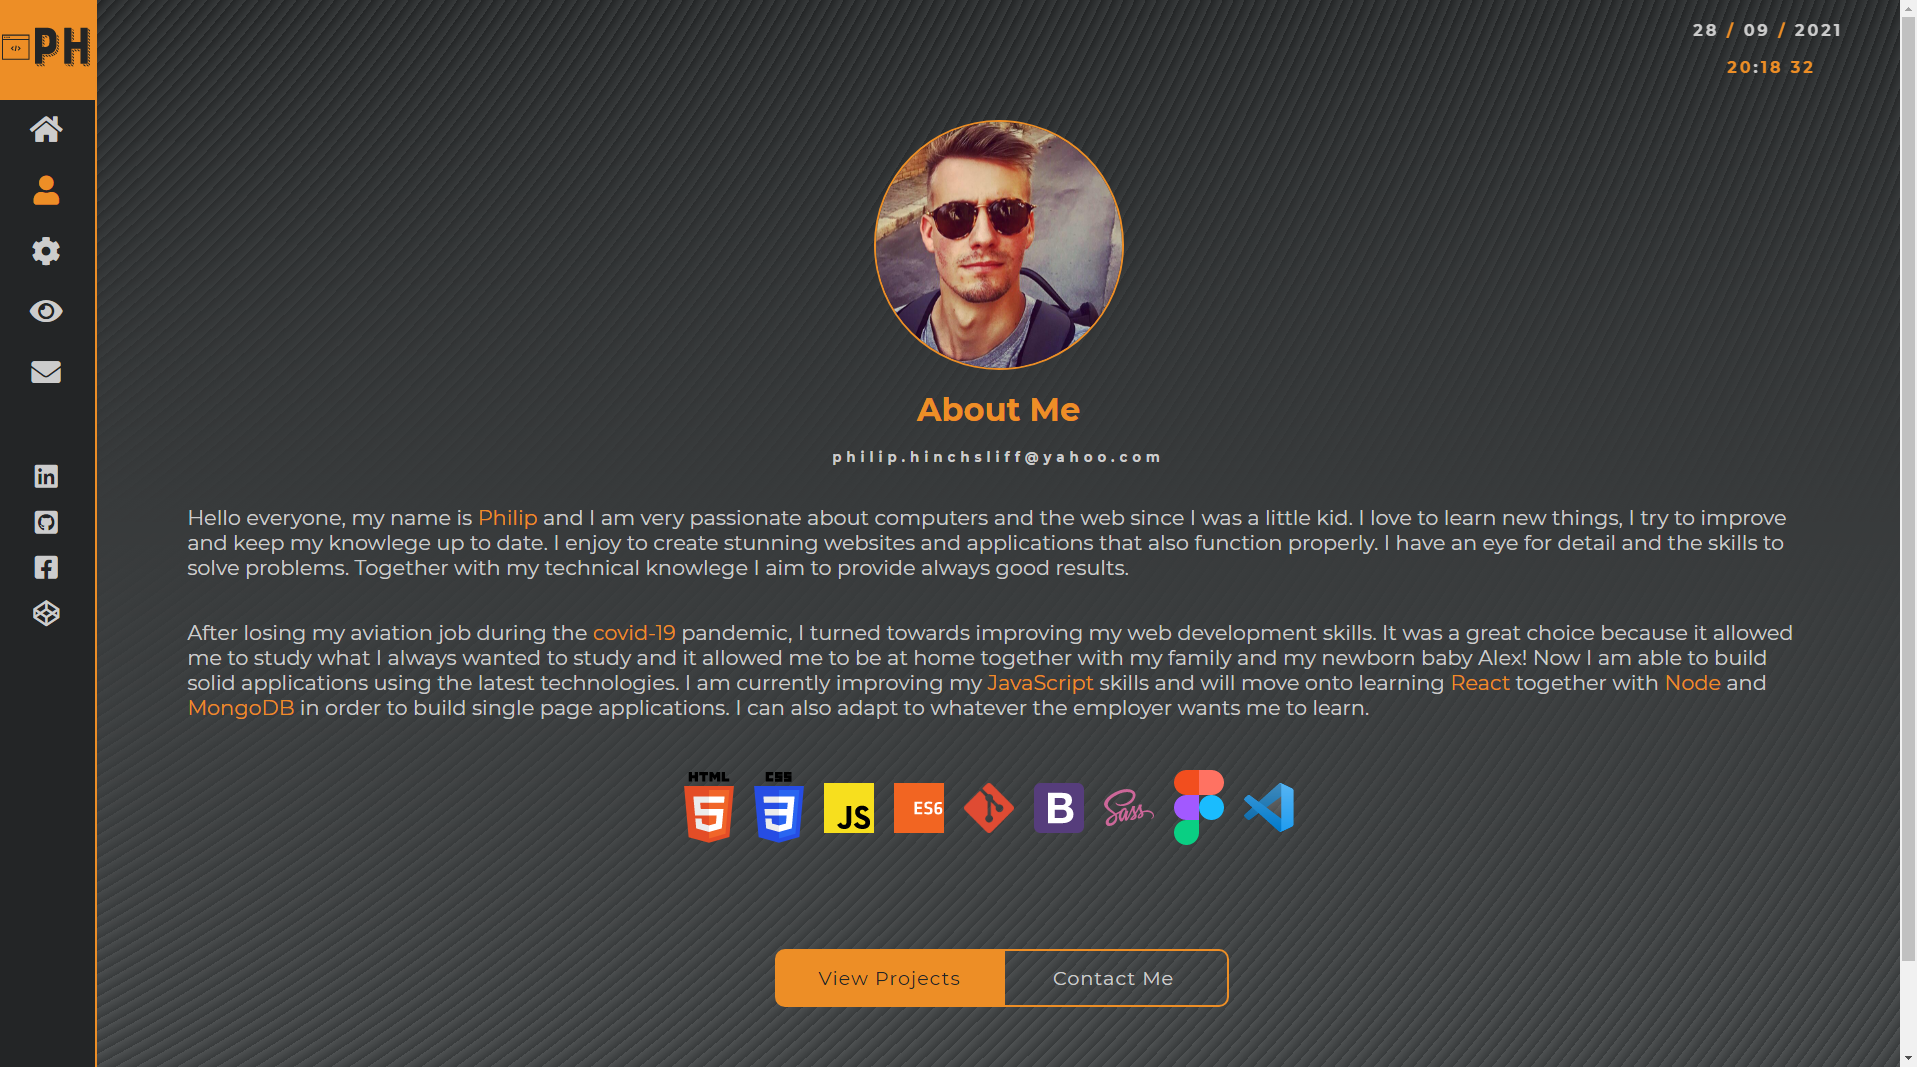 PH
</>
28 / 09 / 2021
20:18 32
About Me
philip.hinchsliff@yahoo.com
Hello everyone, my name is Philip and I am very passionate about computers and the web since I was a little kid. I love to learn new things, I try to improve
and keep my knowlege up to date. I enjoy to create stunning websites and applications that also function properly. I have an eye for detail and the skills to
solve problems. Together with my technical knowlege I aim to provide always good results.
After losing my aviation job during the covid-19 pandemic, I turned towards improving my web development skills. It was a great choice because it allowed
me to study what I always wanted to study and it allowed me to be at home together with my family and my newborn baby Alex! Now I am able to build
solid applications using the latest technologies. I am currently improving my JavaScript skills and will move onto learning React together with Node and
MongoDB in order to build single page applications. I can also adapt to whatever the employer wants me to learn.
HTML 5 CSS 3 JS ES6 B Sass
View Projects Contact Me
in